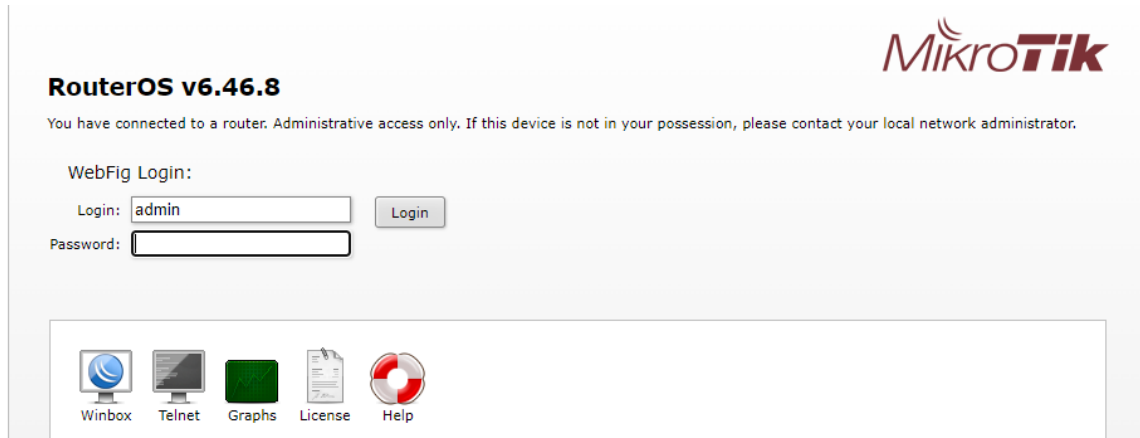 MikroTik
RouterOS v6.46.8
You have connected to a router. Administrative access only. If this device is not in your possession, please contact your local network administrator.
WebFig Login:
Login: admin Login
Password:
Winbox Telnet Graphs License Help